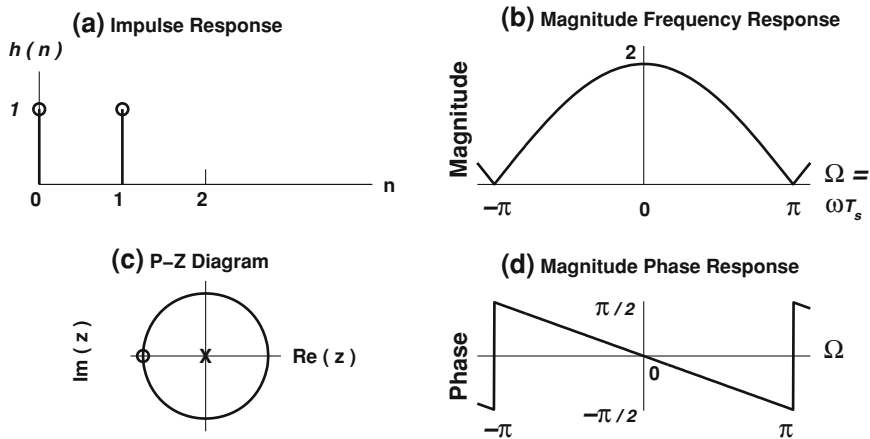 (a) Impulse Response
h ( n )
1
0
1
2
n
(b) Magnitude Frequency Response
Magnitude
2
−π
0
π
Ω =
ωTₛ
(c) P−Z Diagram
Im ( z )
X
Re ( z )
(d) Magnitude Phase Response
Phase
π / 2
0
Ω
−π / 2
−π
π